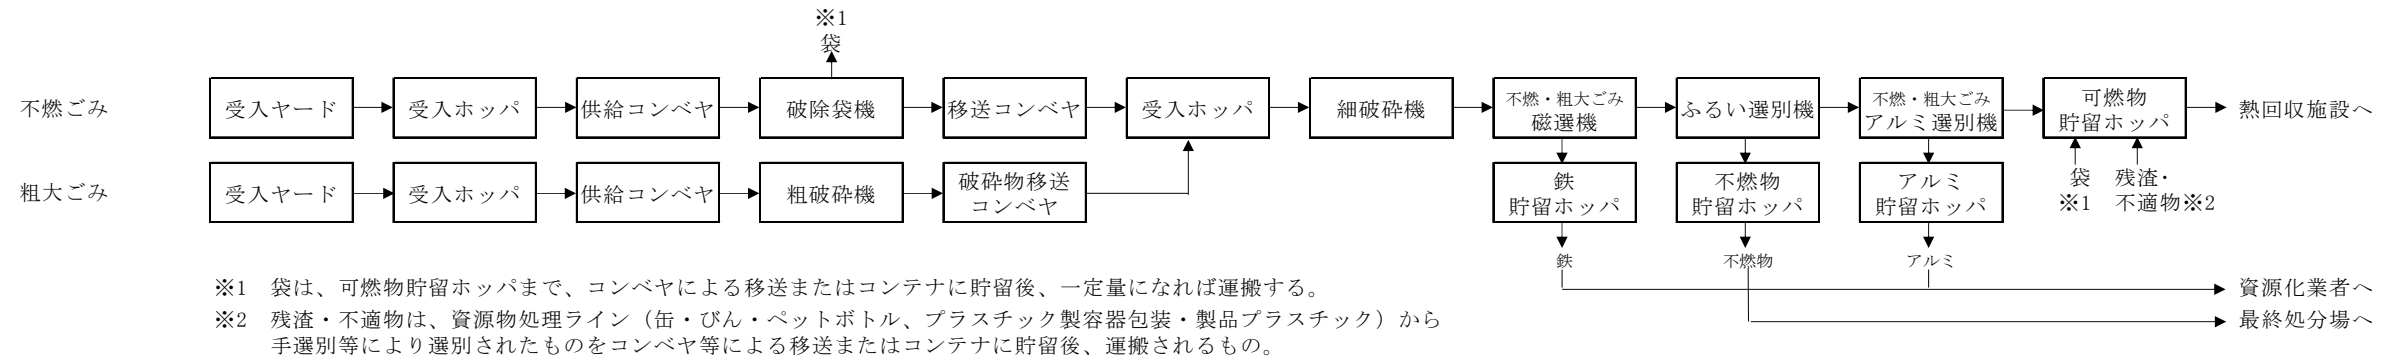 ※1
袋
不燃ごみ
受入ヤード
受入ホッパ
供給コンベヤ
破除袋機
移送コンベヤ
受入ホッパ
細破砕機
不燃・粗大ごみ
磁選機
ふるい選別機
不燃・粗大ごみ
アルミ選別機
可燃物
貯留ホッパ
熱回収施設へ
粗大ごみ
受入ヤード
受入ホッパ
供給コンベヤ
粗破砕機
破砕物移送
コンベヤ
鉄
貯留ホッパ
不燃物
貯留ホッパ
アルミ
貯留ホッパ
袋
※1
残渣・
不適物※2
鉄
不燃物
アルミ
資源化業者へ
最終処分場へ
※1 袋は、可燃物貯留ホッパまで、コンベヤによる移送またはコンテナに貯留後、一定量になれば運搬する。
※2 残渣・不適物は、資源物処理ライン（缶・びん・ペットボトル、プラスチック製容器包装・製品プラスチック）から
手選別等により選別されたものをコンベヤ等による移送またはコンテナに貯留後、運搬されるもの。